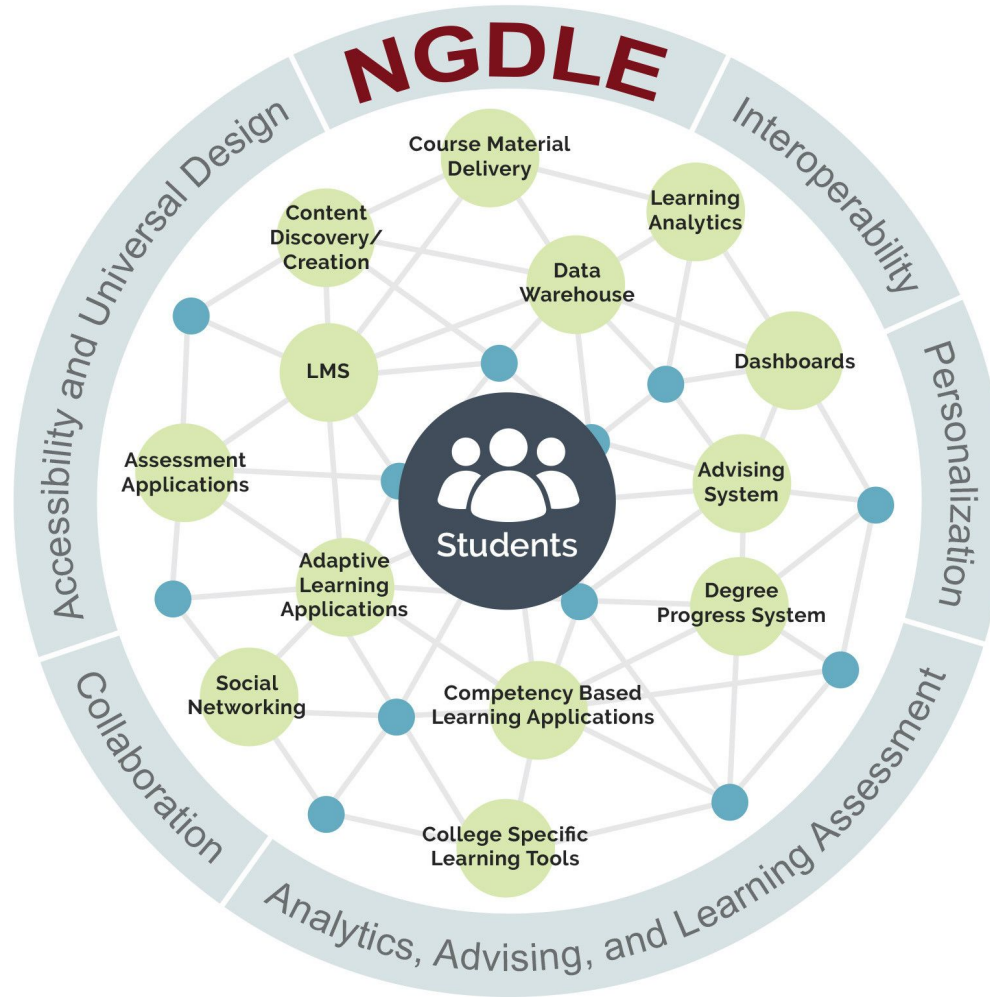 NGDLE
Interoperability
Personalization
Analytics, Advising, and Learning Assessment
Collaboration
Accessibility and Universal Design
Course Material
Delivery
Learning
Analytics
Content
Discovery/
Creation
Data
Warehouse
LMS
Dashboards
Assessment
Applications
Advising
System
Students
Adaptive
Learning
Applications
Degree
Progress System
Social
Networking
Competency Based
Learning Applications
College Specific
Learning Tools